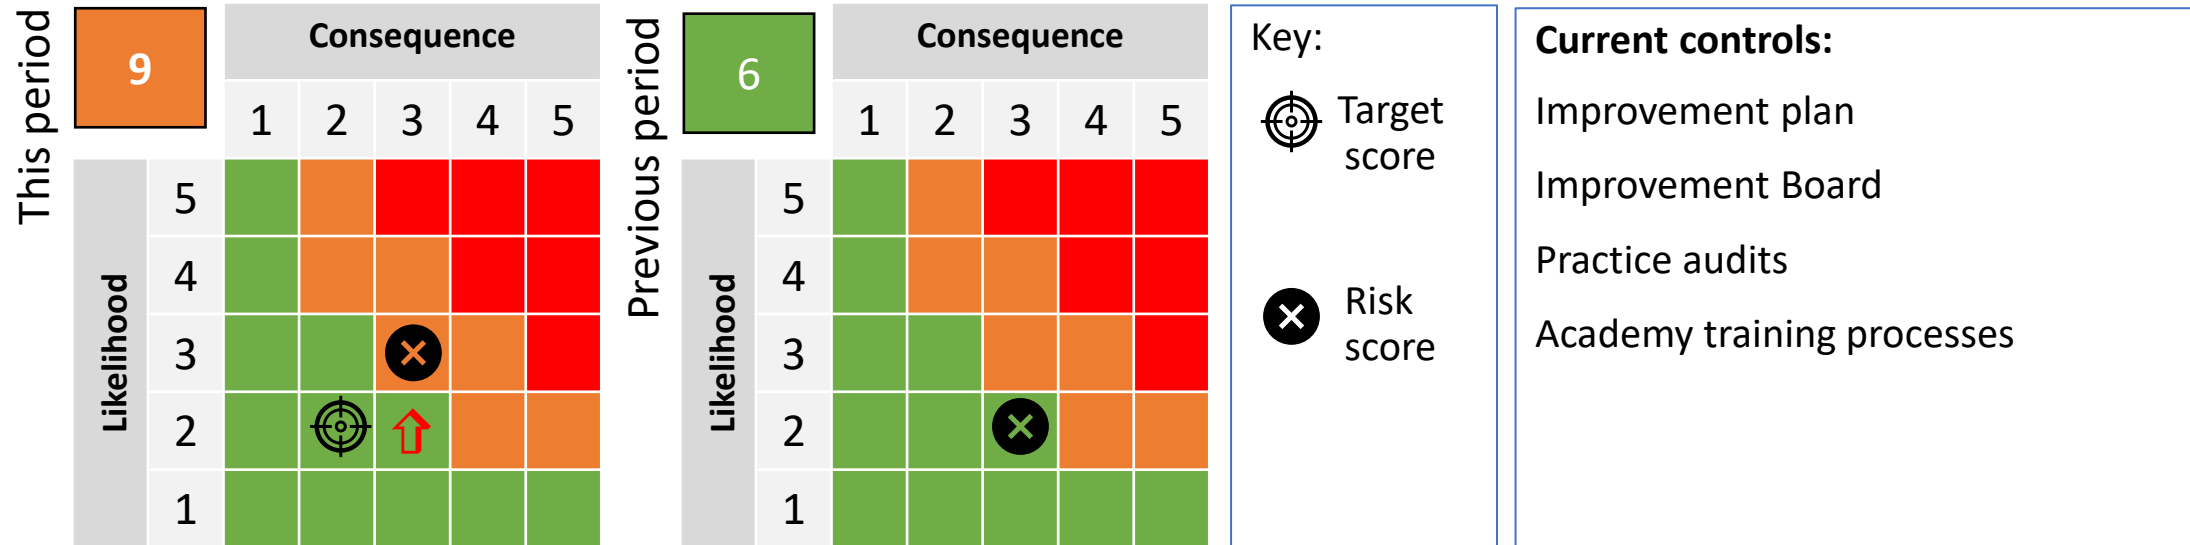 This period
9
Consequence
1 2 3 4 5
Likelihood
5
4
3
2
1
Previous period
6
Consequence
1 2 3 4 5
Likelihood
5
4
3
2
1
Key:
Target
score
Risk
score
Current controls:
Improvement plan
Improvement Board
Practice audits
Academy training processes